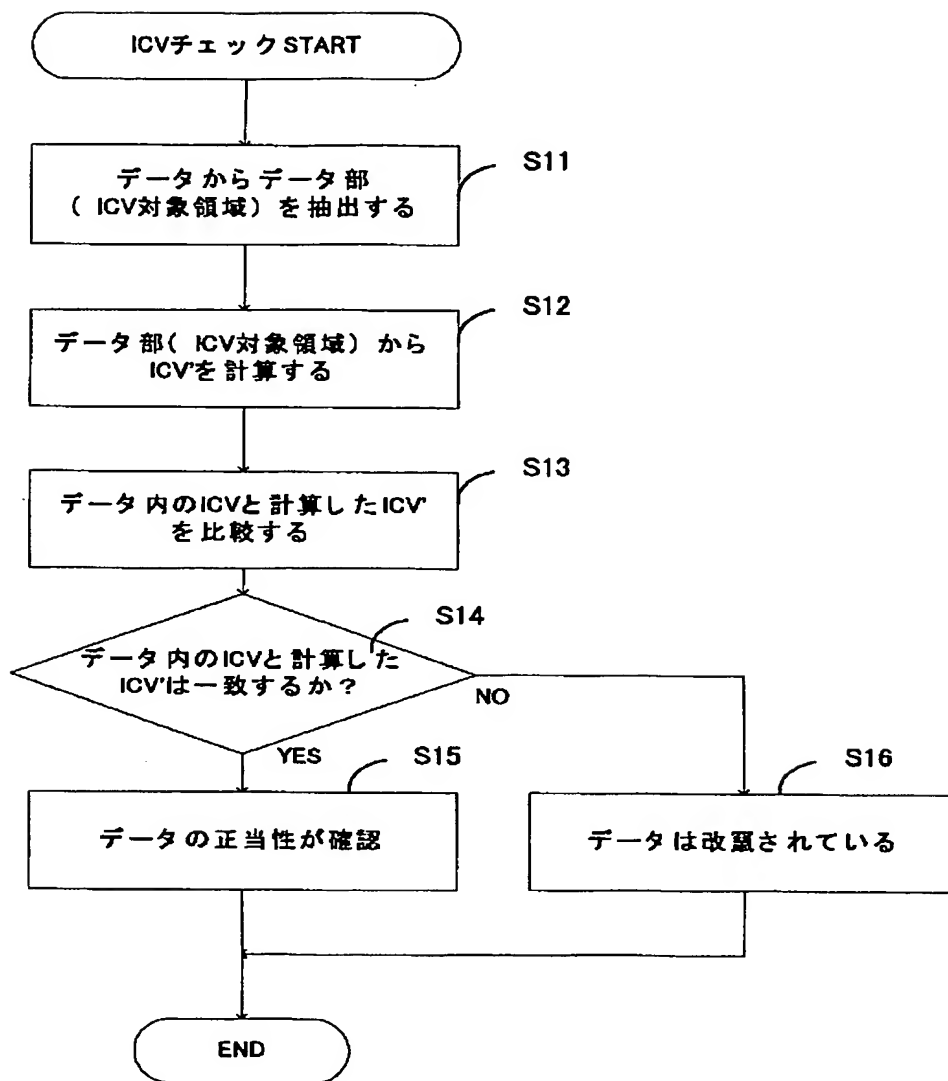 ICVチェックSTART
S11
データからデータ部
(ICV対象領域)を抽出する
S12
データ部(ICV対象領域)から
ICV'を計算する
S13
データ内のICVと計算したICV'
を比較する
S14
データ内のICVと計算した
ICV'は一致するか?
NO
YES
S15
データの正当性が確認
S16
データは改竄されている
END